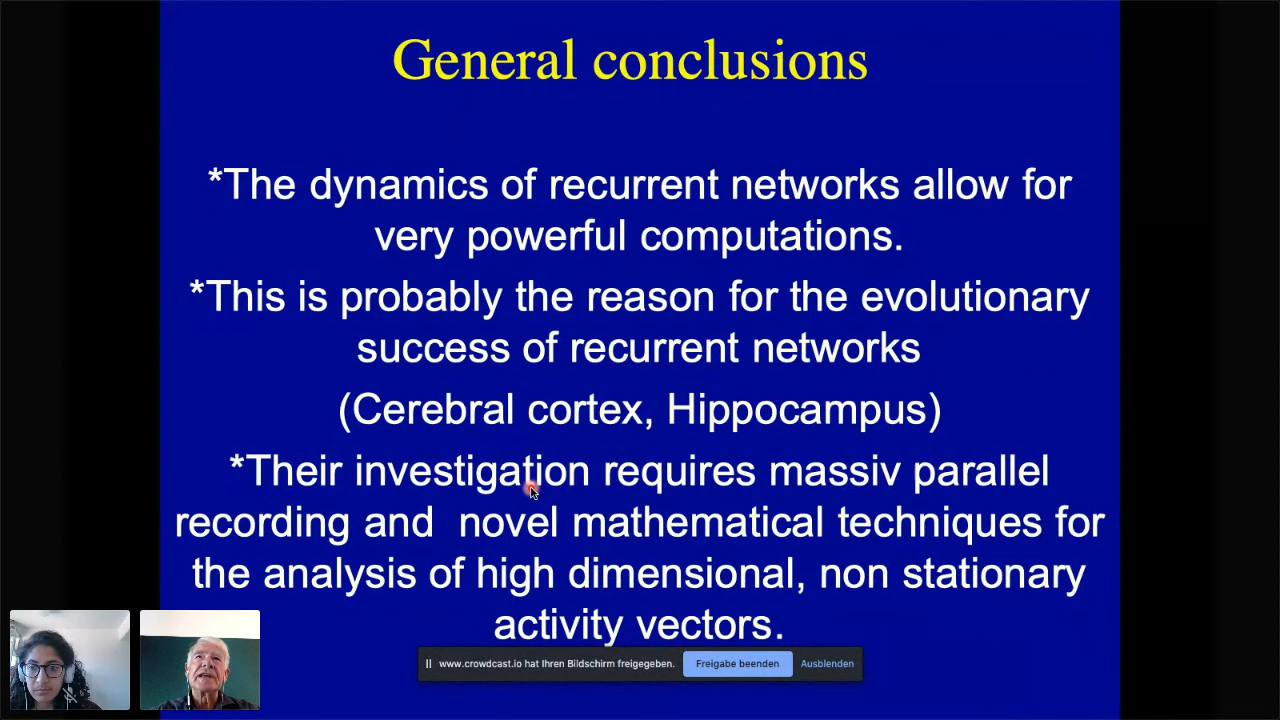 General conclusions
*The dynamics of recurrent networks allow for
very powerful computations.
*This is probably the reason for the evolutionary
success of recurrent networks
(Cerebral cortex, Hippocampus)
*Their investigation requires massiv parallel
recording and  novel mathematical techniques for
the analysis of high dimensional, non stationary
activity vectors.
www.crowdcast.io hat Ihren Bildschirm freigegeben. Freigabe beenden Ausblenden